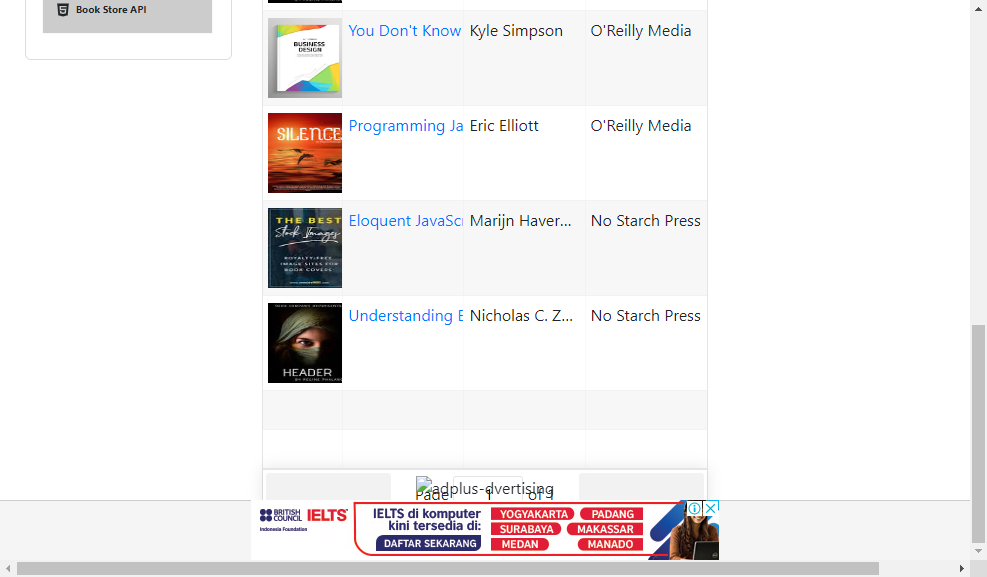 Book Store API
BUSINESS
DESIGN
You Don't Know
Kyle Simpson
O'Reilly Media
SILENCE
Programming Ja
Eric Elliott
O'Reilly Media
THE BEST
Stock Images
ROYALTY-FREE
IMAGE SITES FOR
BOOK COVERS
Eloquent JavaSc
Marijn Haver...
No Starch Press
HEADER
Understanding E
Nicholas C. Z...
No Starch Press
adplus-dvertising
Page 1 of 1
BRITISH
COUNCIL
Indonesia Foundation
IELTS
IELTS di komputer
kini tersedia di:
DAFTAR SEKARANG
YOGYAKARTA PADANG
SURABAYA MAKASSAR
MEDAN MANADO